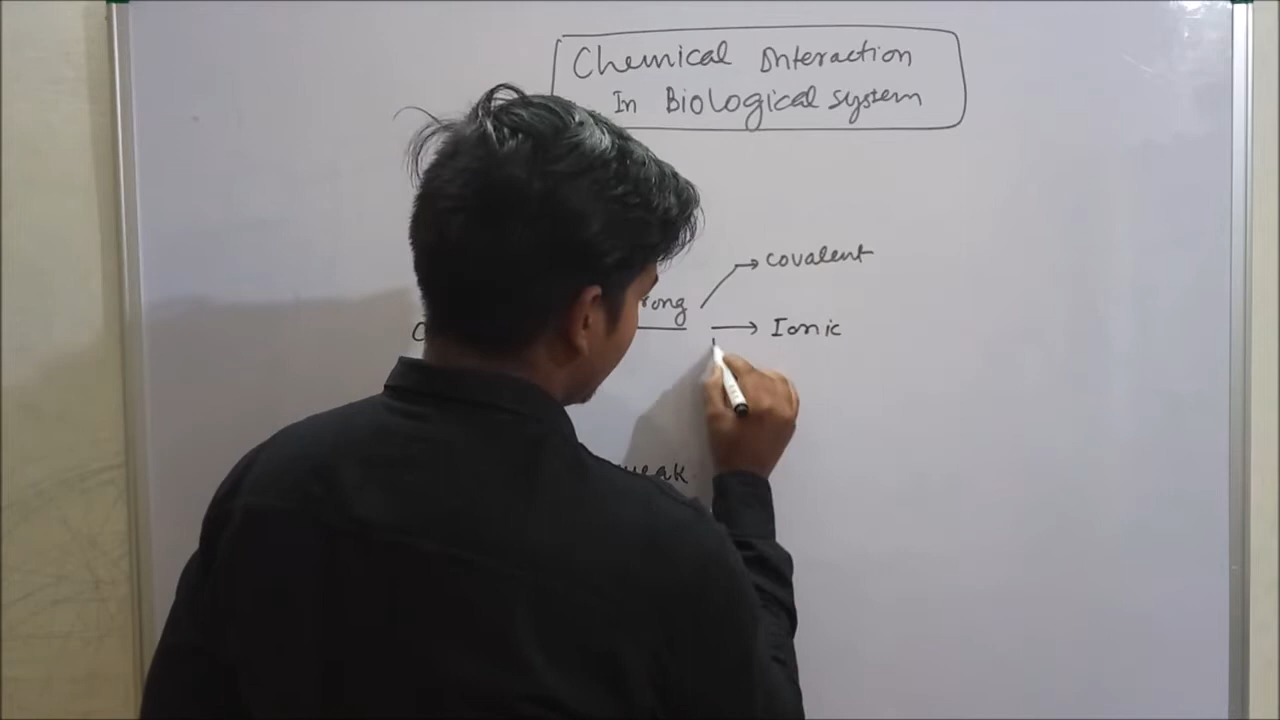 Chemical Interaction
In Biological system
covalent
rong
Ionic
weak